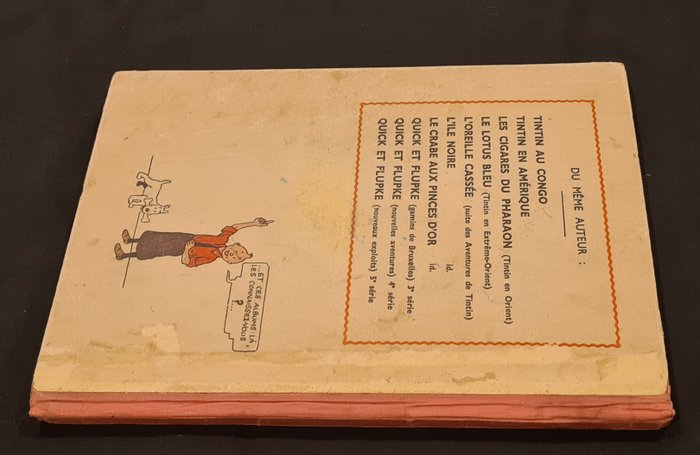 DU MÊME AUTEUR :
TINTIN AU CONGO
TINTIN EN AMÉRIQUE
LES CIGARES DU PHARAON (Tintin en Orient)
LE LOTUS BLEU (Tintin en Extrême-Orient)
L'OREILLE CASSÉE (suite des Aventures de Tintin)
L'ILE NOIRE id.
LE CRABE AUX PINCES D'OR id.
QUICK ET FLUPKE (gamins de Bruxelles) 3e série
QUICK ET FLUPKE (nouvelles aventures) 4e série
QUICK ET FLUPKE (nouveaux exploits) 5e série
ET CES ALBUMS-LÀ,
LES CONNAISSEZ-VOUS
?